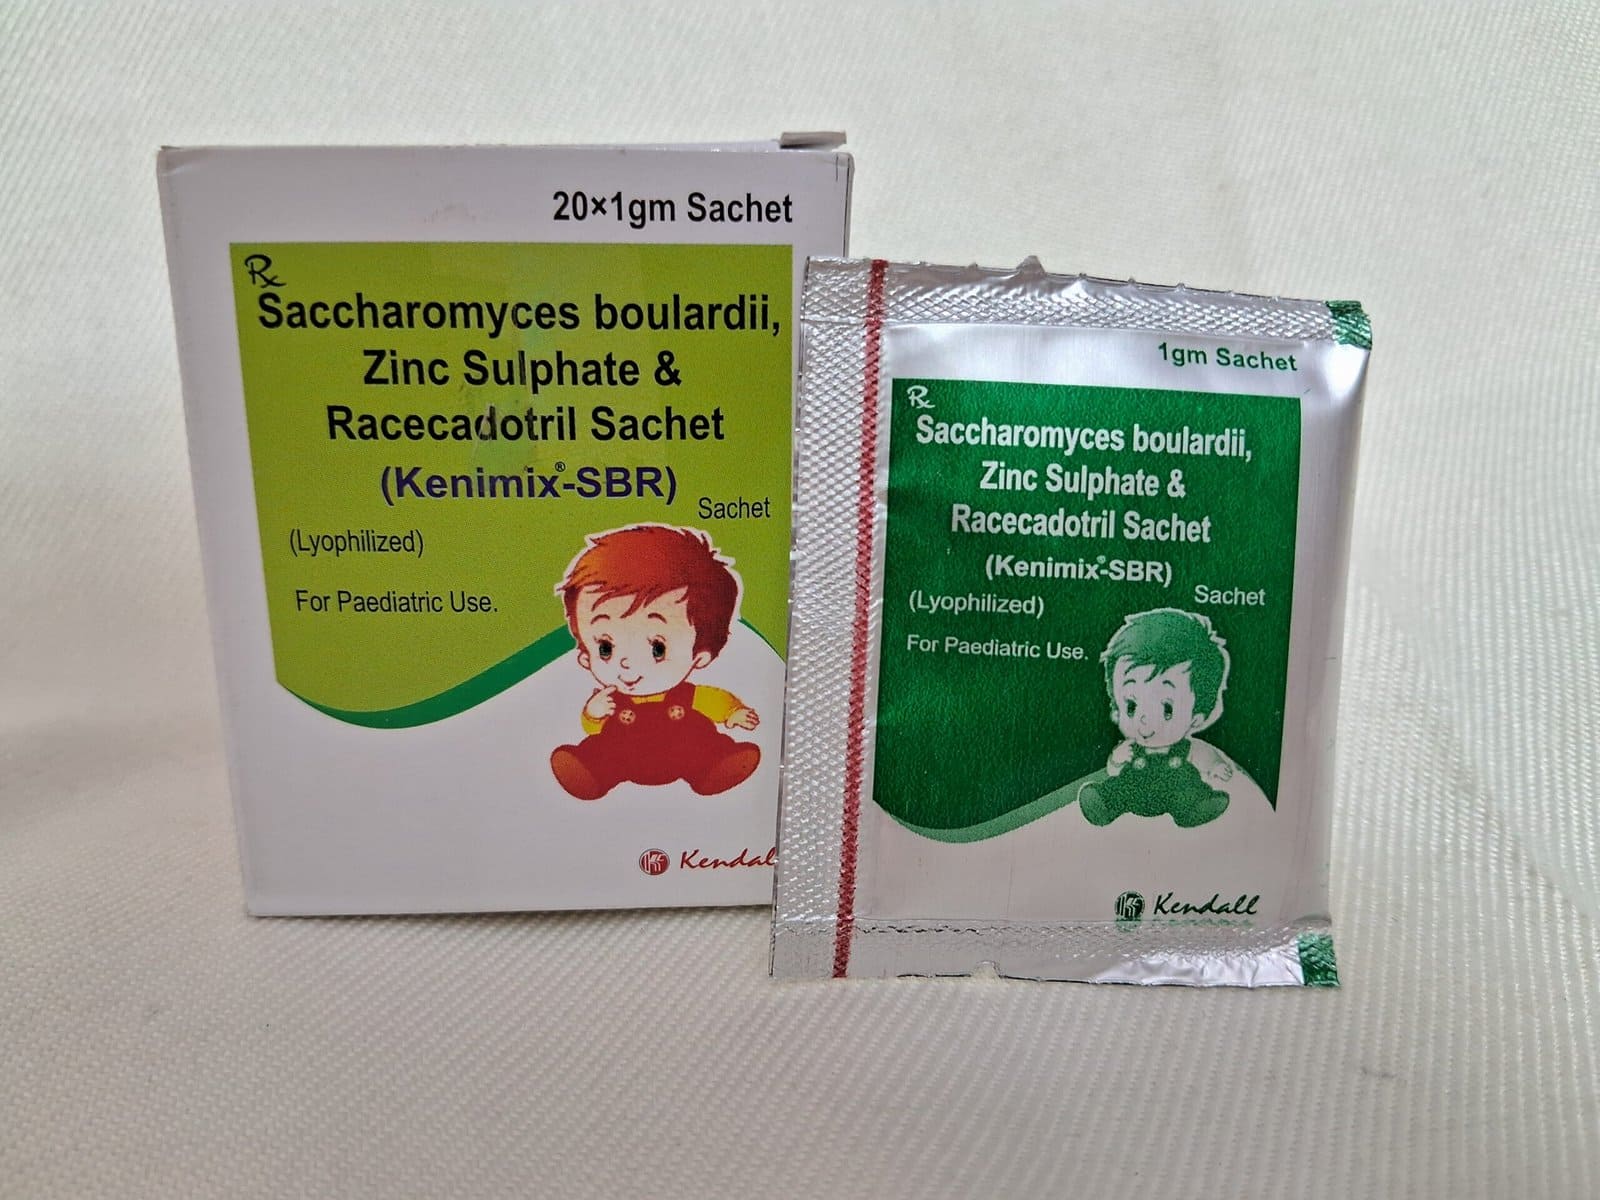 20×1gm Sachet
Rx
Saccharomyces boulardii,
Zinc Sulphate &
Racecadotril Sachet
(Kenimix®-SBR)
Sachet
(Lyophilized)
For Paediatric Use.
Kendal
1gm Sachet
Rx
Saccharomyces boulardii,
Zinc Sulphate &
Racecadotril Sachet
(Kenimix®-SBR)
Sachet
(Lyophilized)
For Paediatric Use.
Kendall